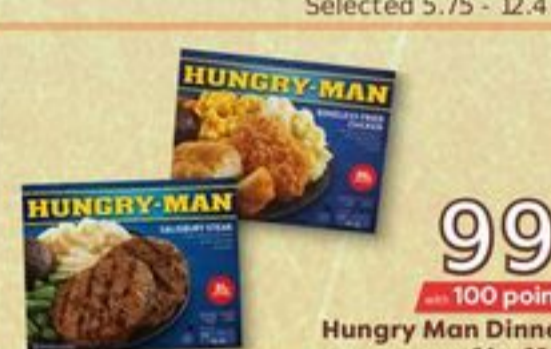 Selected 5.75 - 12.4
HUNGRY-MAN
BONELESS FRIED
CHICKEN
HUNGRY-MAN
SALISBURY STEAK
99
with 100 poin
Hungry Man Dinne